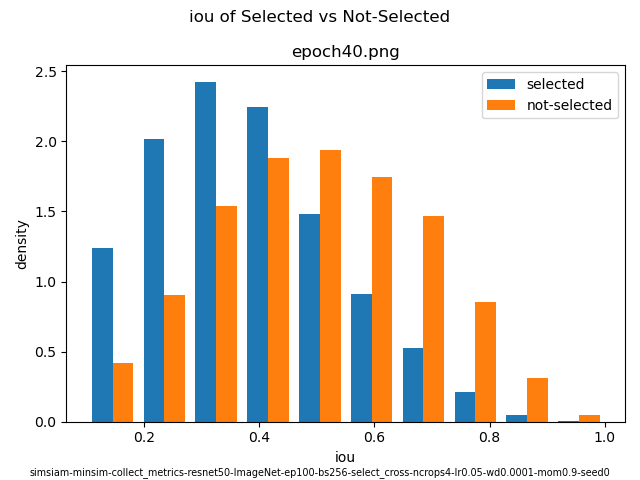 iou of Selected vs Not-Selected
epoch40.png
2.5
2.0
1.5
1.0
0.5
0.0
density
selected
not-selected
0.2
0.4
0.6
0.8
1.0
iou
simsiam-minsim-collect_metrics-resnet50-ImageNet-ep100-bs256-select_cross-ncrops4-lr0.05-wd0.0001-mom0.9-seed0